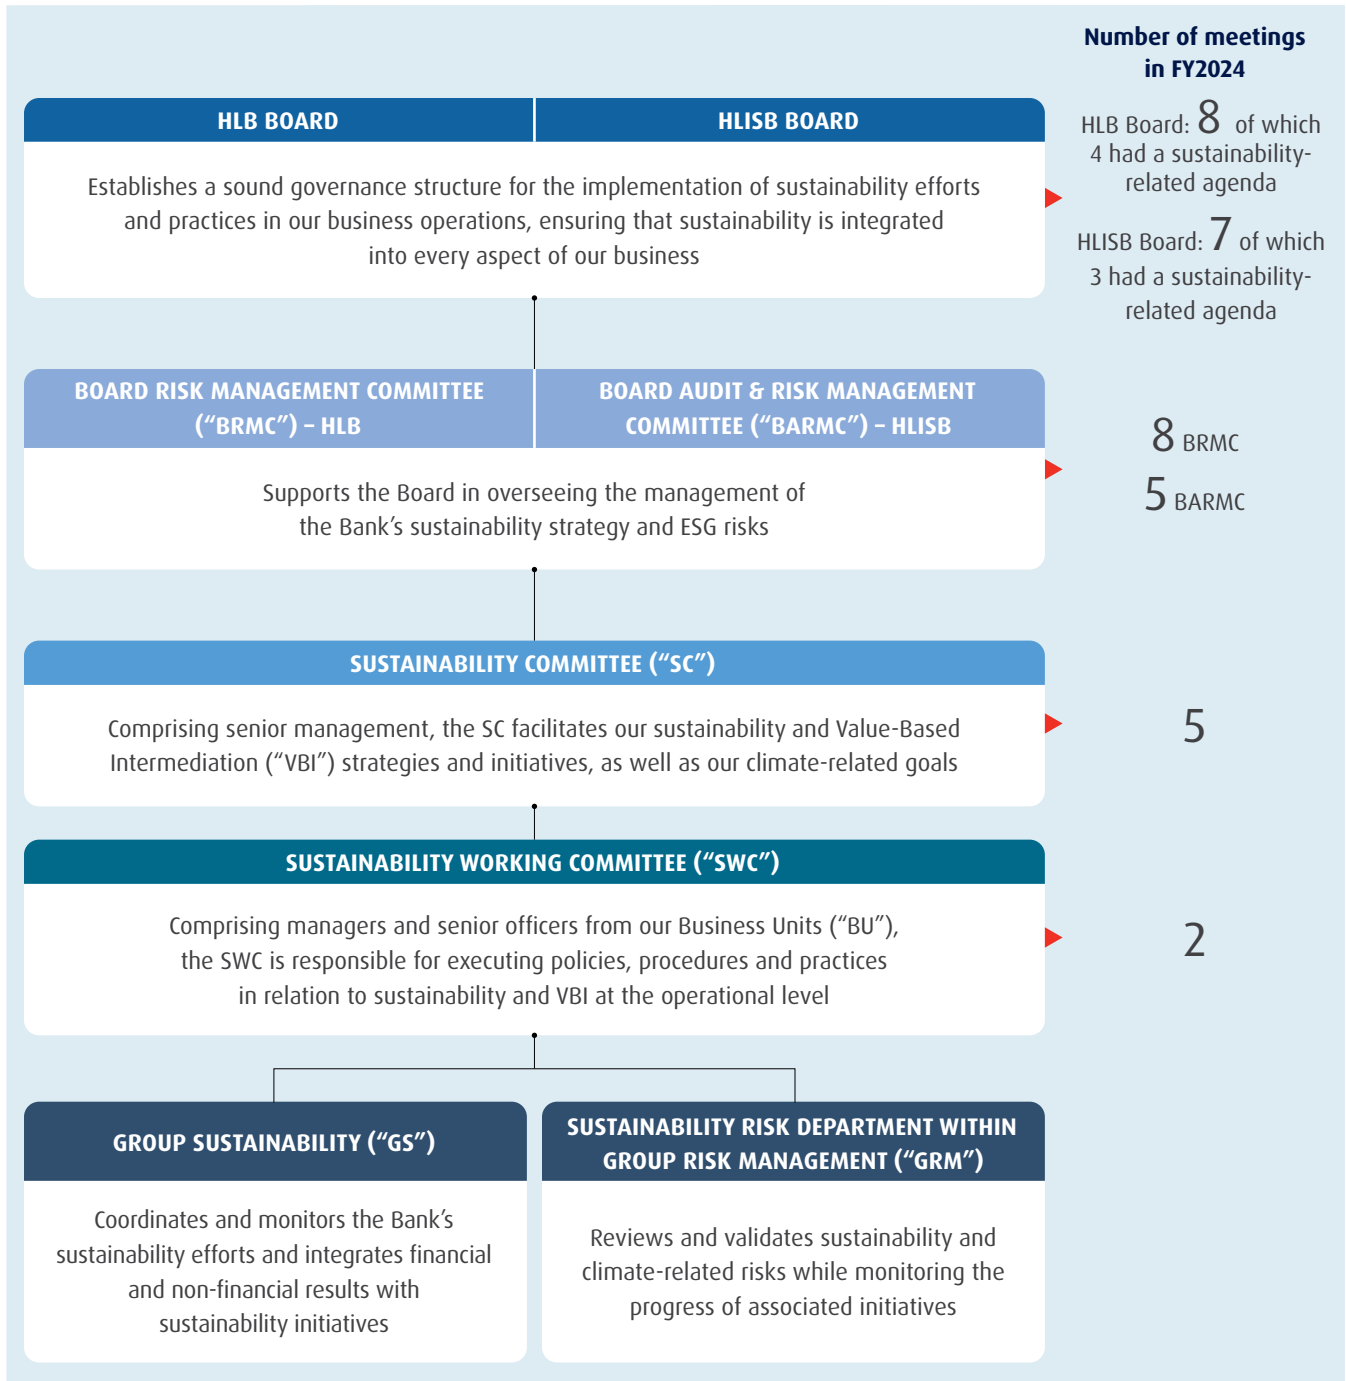 Number of meetings
in FY2024
HLB BOARD
HLISB BOARD
Establishes a sound governance structure for the implementation of sustainability efforts
and practices in our business operations, ensuring that sustainability is integrated
into every aspect of our business
HLB Board: 8 of which
4 had a sustainability-
related agenda
HLISB Board: 7 of which
3 had a sustainability-
related agenda
BOARD RISK MANAGEMENT COMMITTEE
(“BRMC”) – HLB
BOARD AUDIT & RISK MANAGEMENT
COMMITTEE (“BARMC”) – HLISB
Supports the Board in overseeing the management of
the Bank’s sustainability strategy and ESG risks
8 BRMC
5 BARMC
SUSTAINABILITY COMMITTEE (“SC”)
Comprising senior management, the SC facilitates our sustainability and Value-Based
Intermediation (“VBI”) strategies and initiatives, as well as our climate-related goals
5
SUSTAINABILITY WORKING COMMITTEE (“SWC”)
Comprising managers and senior officers from our Business Units (“BU”),
the SWC is responsible for executing policies, procedures and practices
in relation to sustainability and VBI at the operational level
2
GROUP SUSTAINABILITY (“GS”)
Coordinates and monitors the Bank’s
sustainability efforts and integrates financial
and non-financial results with
sustainability initiatives
SUSTAINABILITY RISK DEPARTMENT WITHIN
GROUP RISK MANAGEMENT (“GRM”)
Reviews and validates sustainability and
climate-related risks while monitoring the
progress of associated initiatives